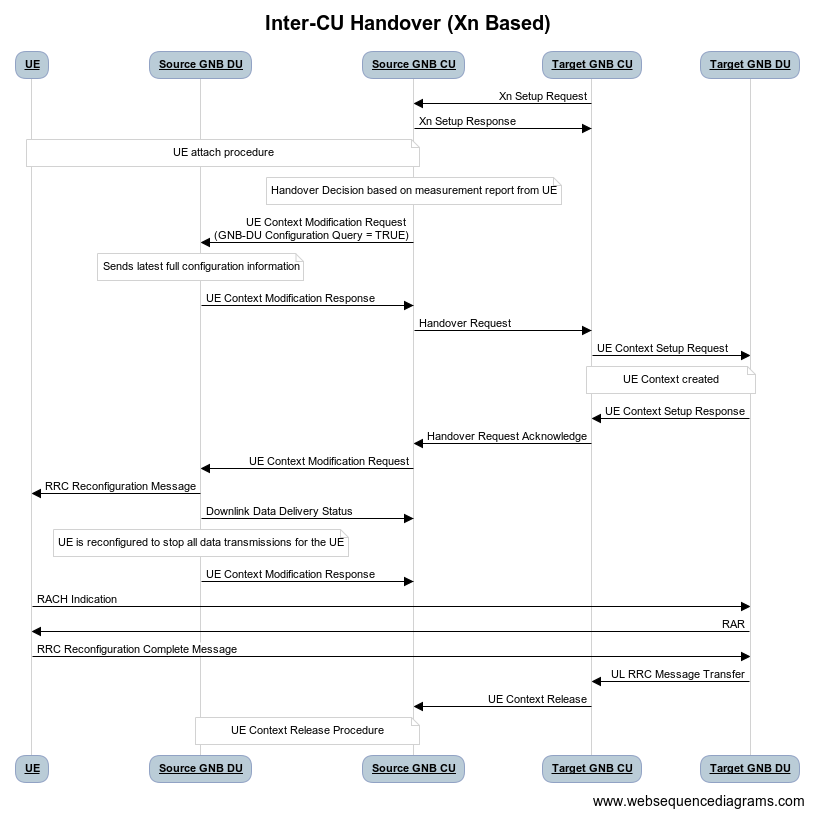 Inter-CU Handover (Xn Based)
UE
Source GNB DU
Source GNB CU
Target GNB CU
Target GNB DU
Xn Setup Request
Xn Setup Response
UE attach procedure
Handover Decision based on measurement report from UE
UE Context Modification Request
(GNB-DU Configuration Query = TRUE)
Sends latest full configuration information
UE Context Modification Response
Handover Request
UE Context Setup Request
UE Context created
UE Context Setup Response
Handover Request Acknowledge
UE Context Modification Request
RRC Reconfiguration Message
Downlink Data Delivery Status
UE is reconfigured to stop all data transmissions for the UE
UE Context Modification Response
RACH Indication
RAR
RRC Reconfiguration Complete Message
UL RRC Message Transfer
UE Context Release
UE Context Release Procedure
UE
Source GNB DU
Source GNB CU
Target GNB CU
Target GNB DU
www.websequencediagrams.com